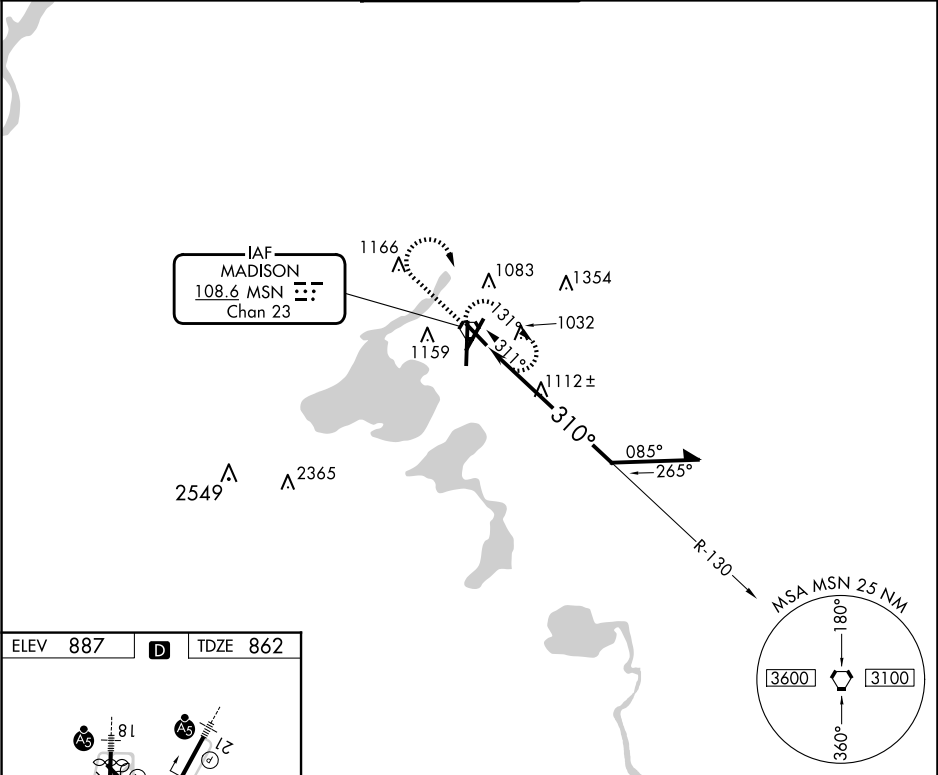 IAF
MADISON
108.6 MSN
Chan 23
1166
1083
1354
131°
1032
1159
311°
1112 ±
310°
085°
265°
2549
2365
R-130
MSA MSN 25 NM
180°
3600
3100
360°
ELEV 887
D
TDZE 862
A5
18
A5
21
P